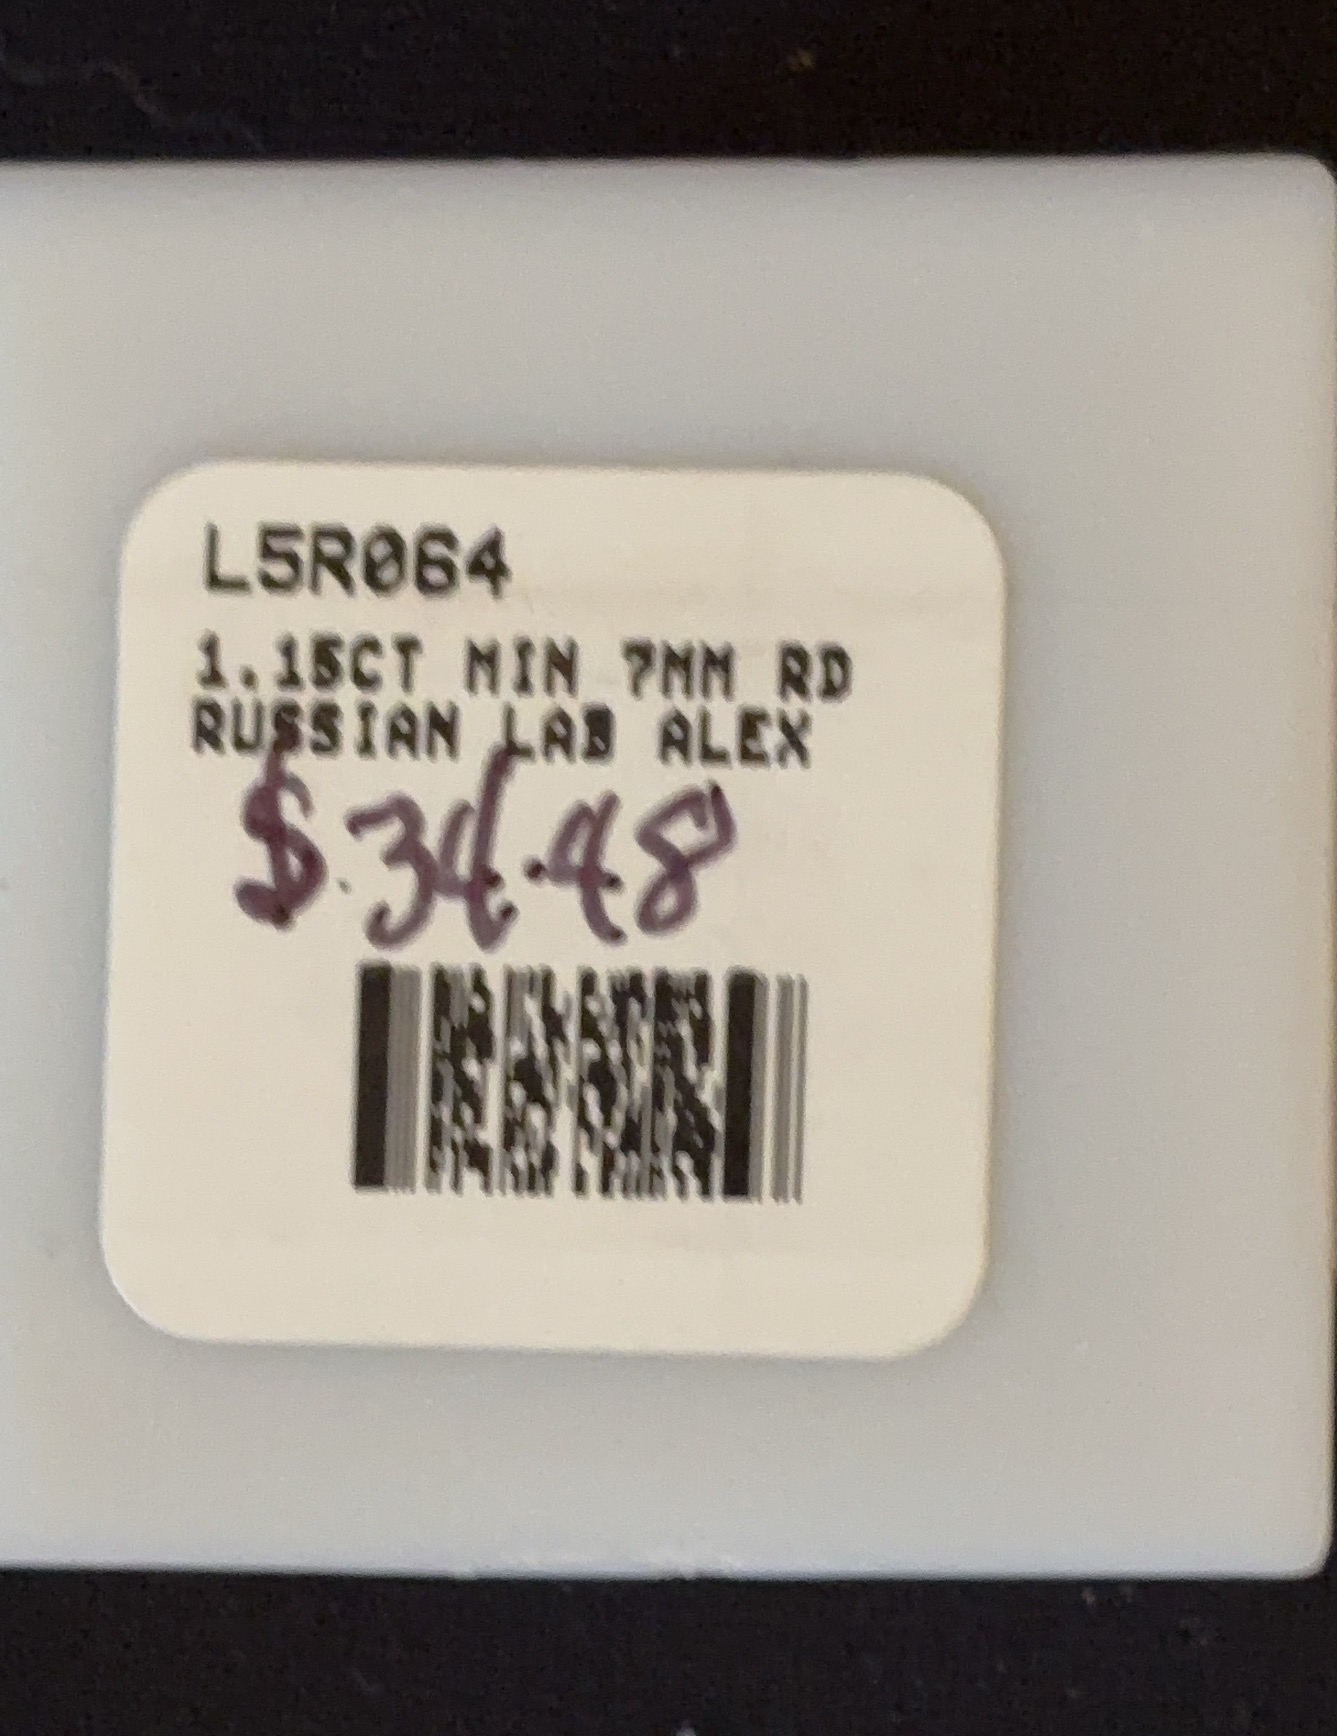 L5R064
1.15CT MIN 7MM RD
RUSSIAN LAB ALEX
$34.48